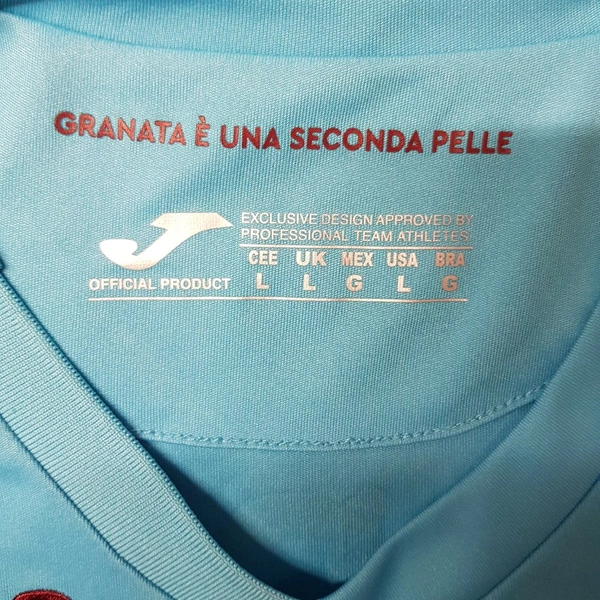 GRANATA È UNA SECONDA PELLE
EXCLUSIVE DESIGN APPROVED BY
PROFESSIONAL TEAM ATHLETES
CEE UK MEX USA BRA
OFFICIAL PRODUCT L L G L G